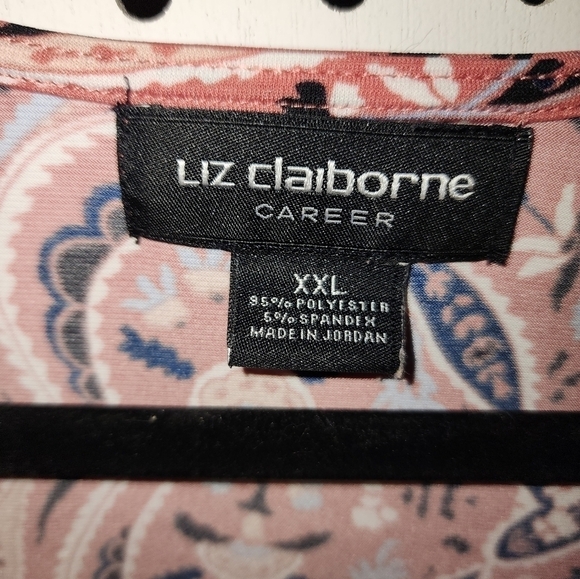 Liz claiborne
CAREER
XXL
95% POLYESTER
5% SPANDEX
MADE IN JORDAN